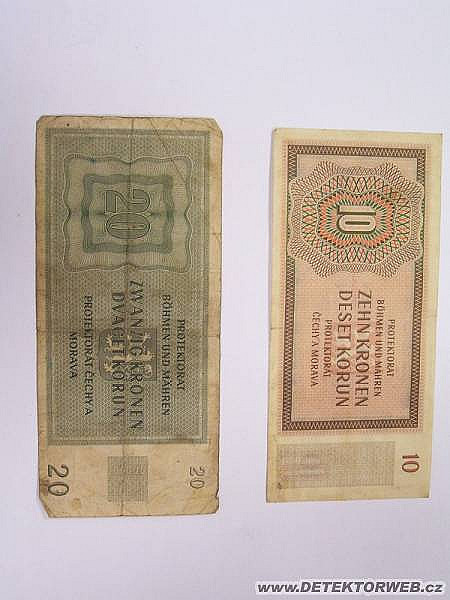 20
PROTEKTORAT
BÖHMEN UND MÄHREN
ZWANZIG KRONEN
DVACET KORUN
PROTEKTORÁT ČECHY A
MORAVA
20
20
10
PROTEKTORAT
BÖHMEN UND MÄHREN
ZEHN KRONEN
DESET KORUN
PROTEKTORÁT
ČECHY A MORAVA
10
www.DETEKTORWEB.cz